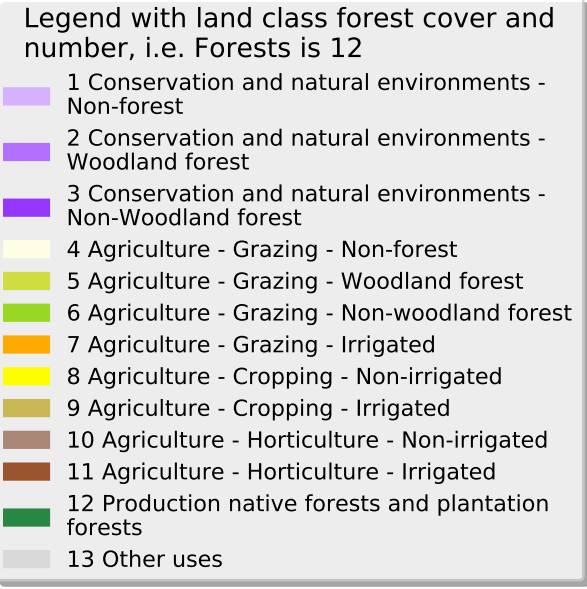 Legend with land class forest cover and
number, i.e. Forests is 12
1 Conservation and natural environments -
Non-forest
2 Conservation and natural environments -
Woodland forest
3 Conservation and natural environments -
Non-Woodland forest
4 Agriculture - Grazing - Non-forest
5 Agriculture - Grazing - Woodland forest
6 Agriculture - Grazing - Non-woodland forest
7 Agriculture - Grazing - Irrigated
8 Agriculture - Cropping - Non-irrigated
9 Agriculture - Cropping - Irrigated
10 Agriculture - Horticulture - Non-irrigated
11 Agriculture - Horticulture - Irrigated
12 Production native forests and plantation
forests
13 Other uses